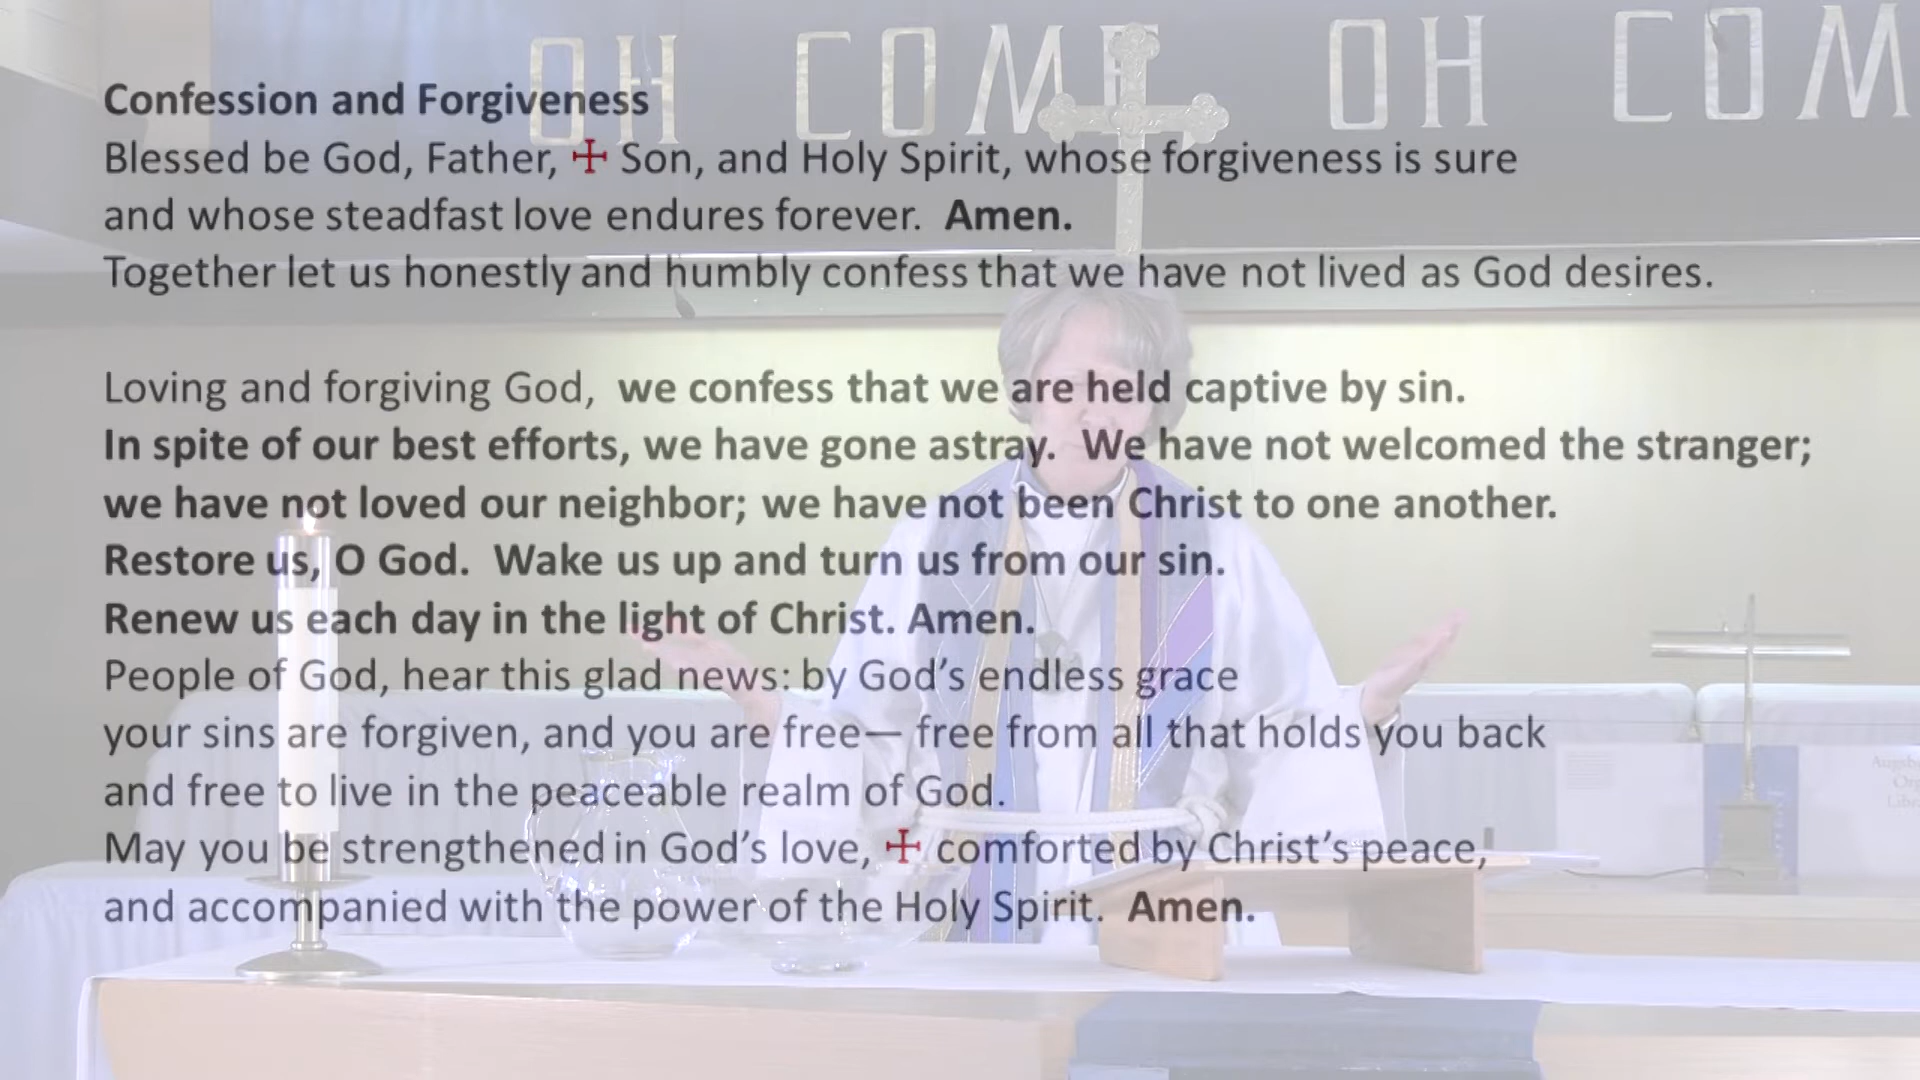 OH COME OH COM
Confession and Forgiveness
Blessed be God, Father, ☩ Son, and Holy Spirit, whose forgiveness is sure
and whose steadfast love endures forever. Amen.
Together let us honestly and humbly confess that we have not lived as God desires.
Loving and forgiving God, we confess that we are held captive by sin.
In spite of our best efforts, we have gone astray. We have not welcomed the stranger;
we have not loved our neighbor; we have not been Christ to one another.
Restore us, O God. Wake us up and turn us from our sin.
Renew us each day in the light of Christ. Amen.
People of God, hear this glad news: by God’s endless grace
your sins are forgiven, and you are free— free from all that holds you back
and free to live in the peaceable realm of God.
May you be strengthened in God’s love, ☩ comforted by Christ’s peace,
and accompanied with the power of the Holy Spirit. Amen.